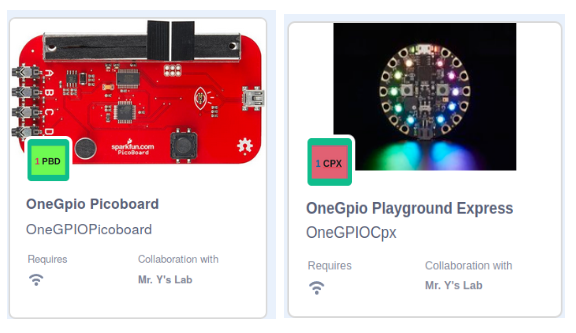 A
B
C
D
sparkfun.com
PicoBoard
1 PBD
OneGpio Picoboard
OneGPIOPicoboard
Requires
Collaboration with
Mr. Y's Lab
1 CPX
OneGpio Playground Express
OneGPIOCpx
Requires
Collaboration with
Mr. Y's Lab